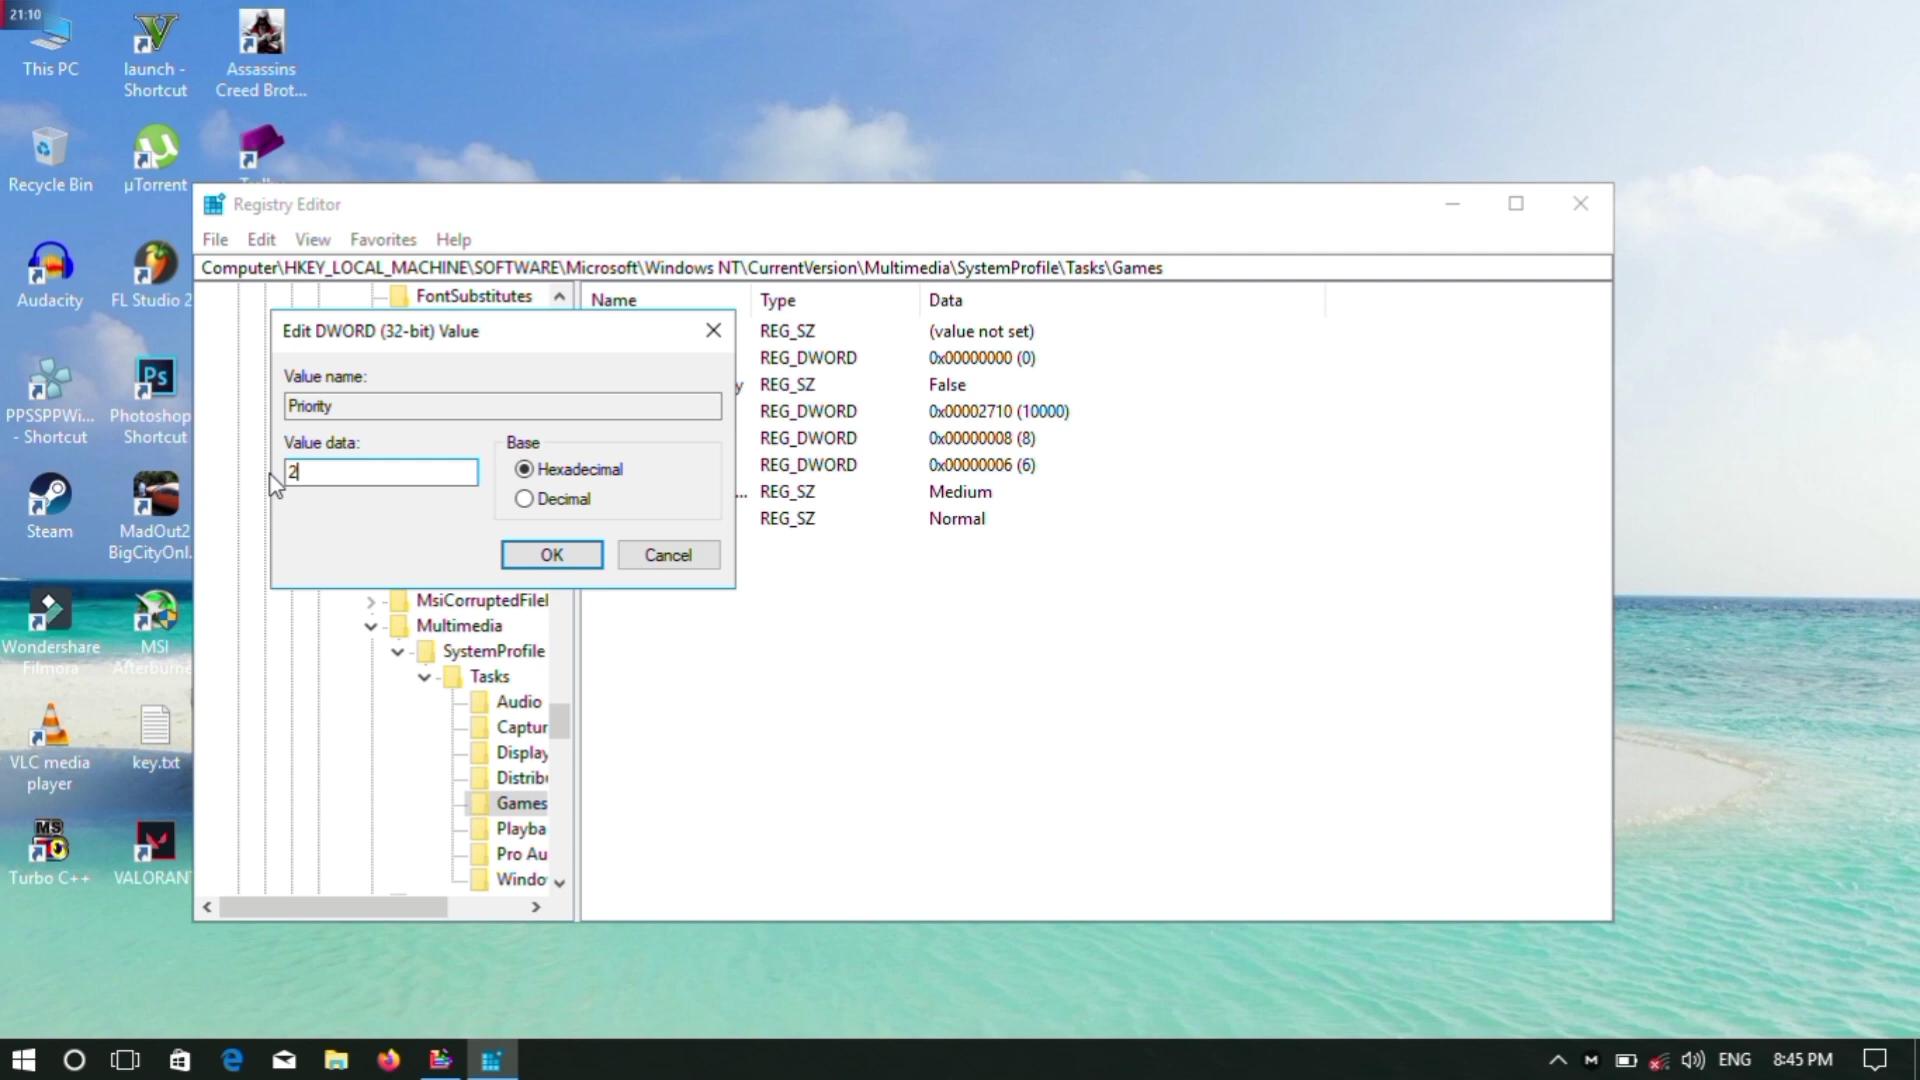 21:10
This PC
launch -
Shortcut
Assassins
Creed Brot...
Recycle Bin
µTorrent
Audacity
FL Studio 2
PPSSPPWi...
- Shortcut
Ps
Photoshop
Shortcut
Steam
MadOut2
BigCityOnl.
Wondershare
Filmora
MSI
Afterburne
VLC media
player
key.txt
MS
Turbo C++
VALORAN
Registry Editor
File Edit View Favorites Help
Computer\HKEY_LOCAL_MACHINE\SOFTWARE\Microsoft\Windows NT\CurrentVersion\Multimedia\SystemProfile\Tasks\Games
FontSubstitutes
Name Type Data
REG_SZ (value not set)
REG_DWORD 0x00000000 (0)
y REG_SZ False
REG_DWORD 0x00002710 (10000)
REG_DWORD 0x00000008 (8)
REG_DWORD 0x00000006 (6)
... REG_SZ Medium
REG_SZ Normal
Edit DWORD (32-bit) Value
Value name:
Priority
Value data:
2
Base
Hexadecimal
Decimal
OK Cancel
MsiCorruptedFileI
Multimedia
SystemProfile
Tasks
Audio
Captur
Display
Distrib
Games
Playba
Pro Au
Windo
ENG 8:45 PM